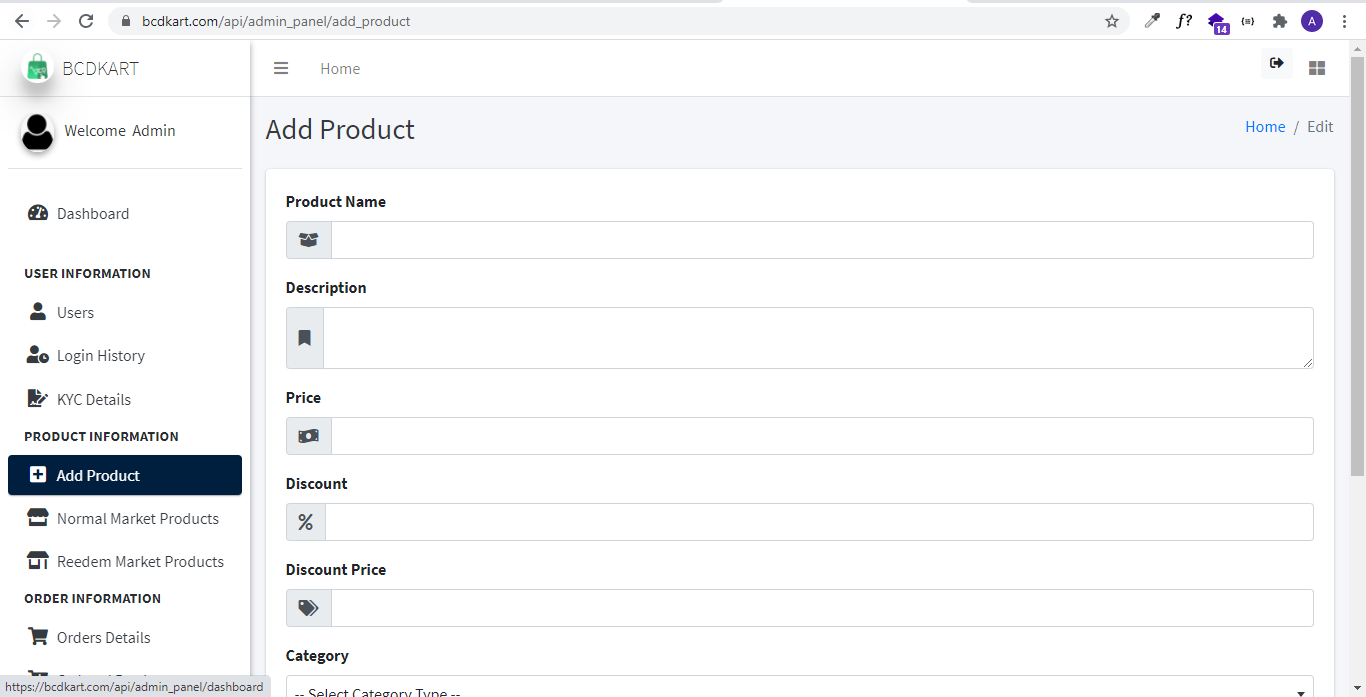 bcdkart.com/api/admin_panel/add_product
f?
14
A
BCDKART
Home
Welcome Admin
Add Product
Home / Edit
Dashboard
USER INFORMATION
Users
Login History
KYC Details
PRODUCT INFORMATION
Add Product
Normal Market Products
Reedem Market Products
ORDER INFORMATION
Orders Details
Product Name
Description
Price
Discount
%
Discount Price
Category
-- Select Category Type --
https://bcdkart.com/api/admin_panel/dashboard